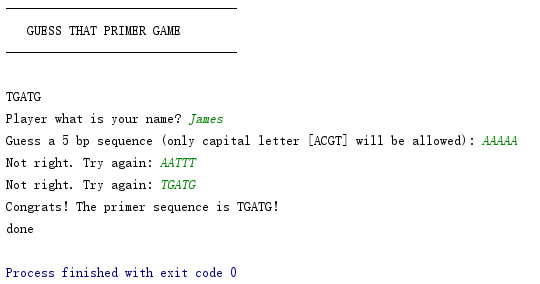 GUESS THAT PRIMER GAME
TGATG
Player what is your name? James
Guess a 5 bp sequence (only capital letter [ACGT] will be allowed): AAAAA
Not right. Try again: AATTT
Not right. Try again: TGATG
Congrats! The primer sequence is TGATG!
done
Process finished with exit code 0